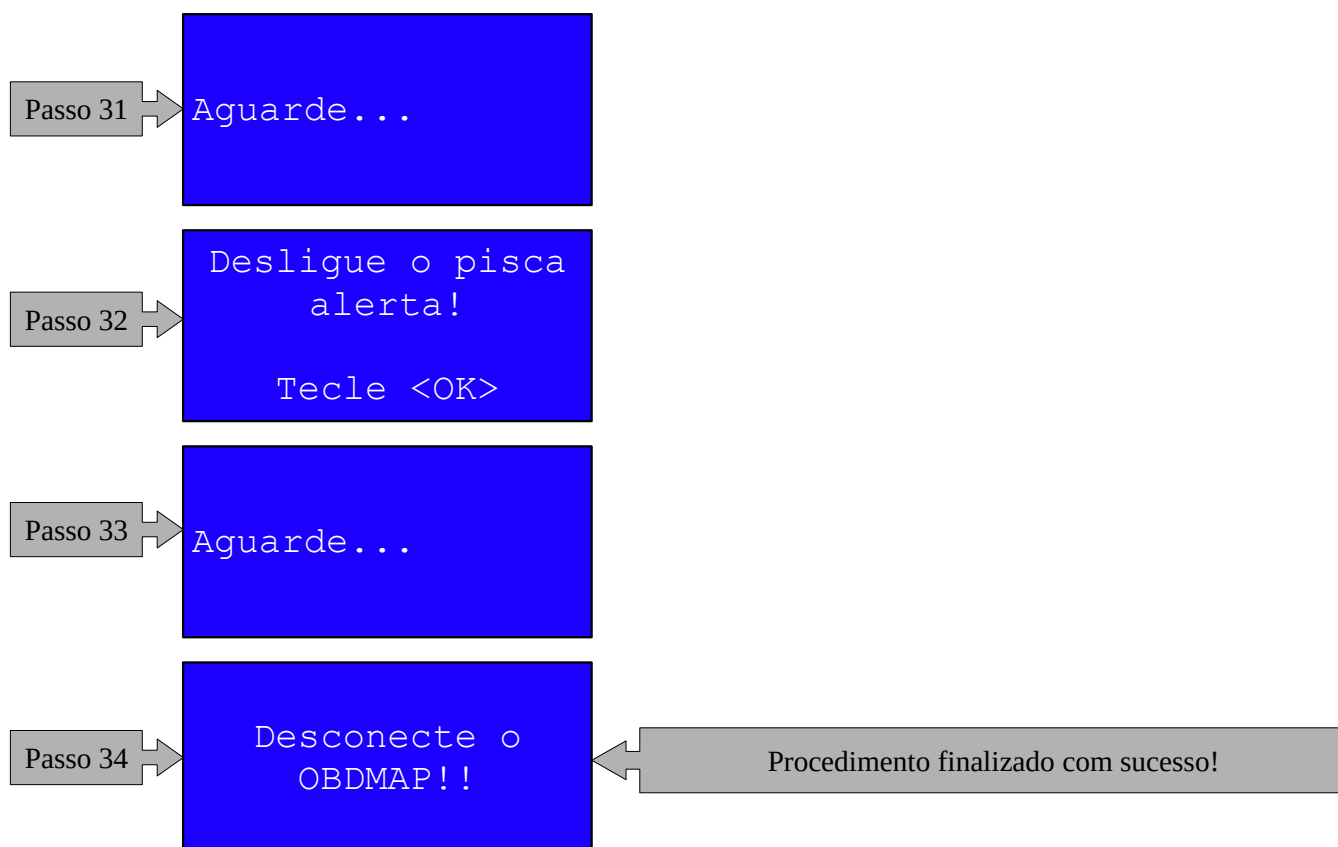 Passo 31
Aguarde...
Passo 32
Desligue o pisca
alerta!
Tecle <OK>
Passo 33
Aguarde...
Passo 34
Desconecte o
OBDMAP!!
Procedimento finalizado com sucesso!